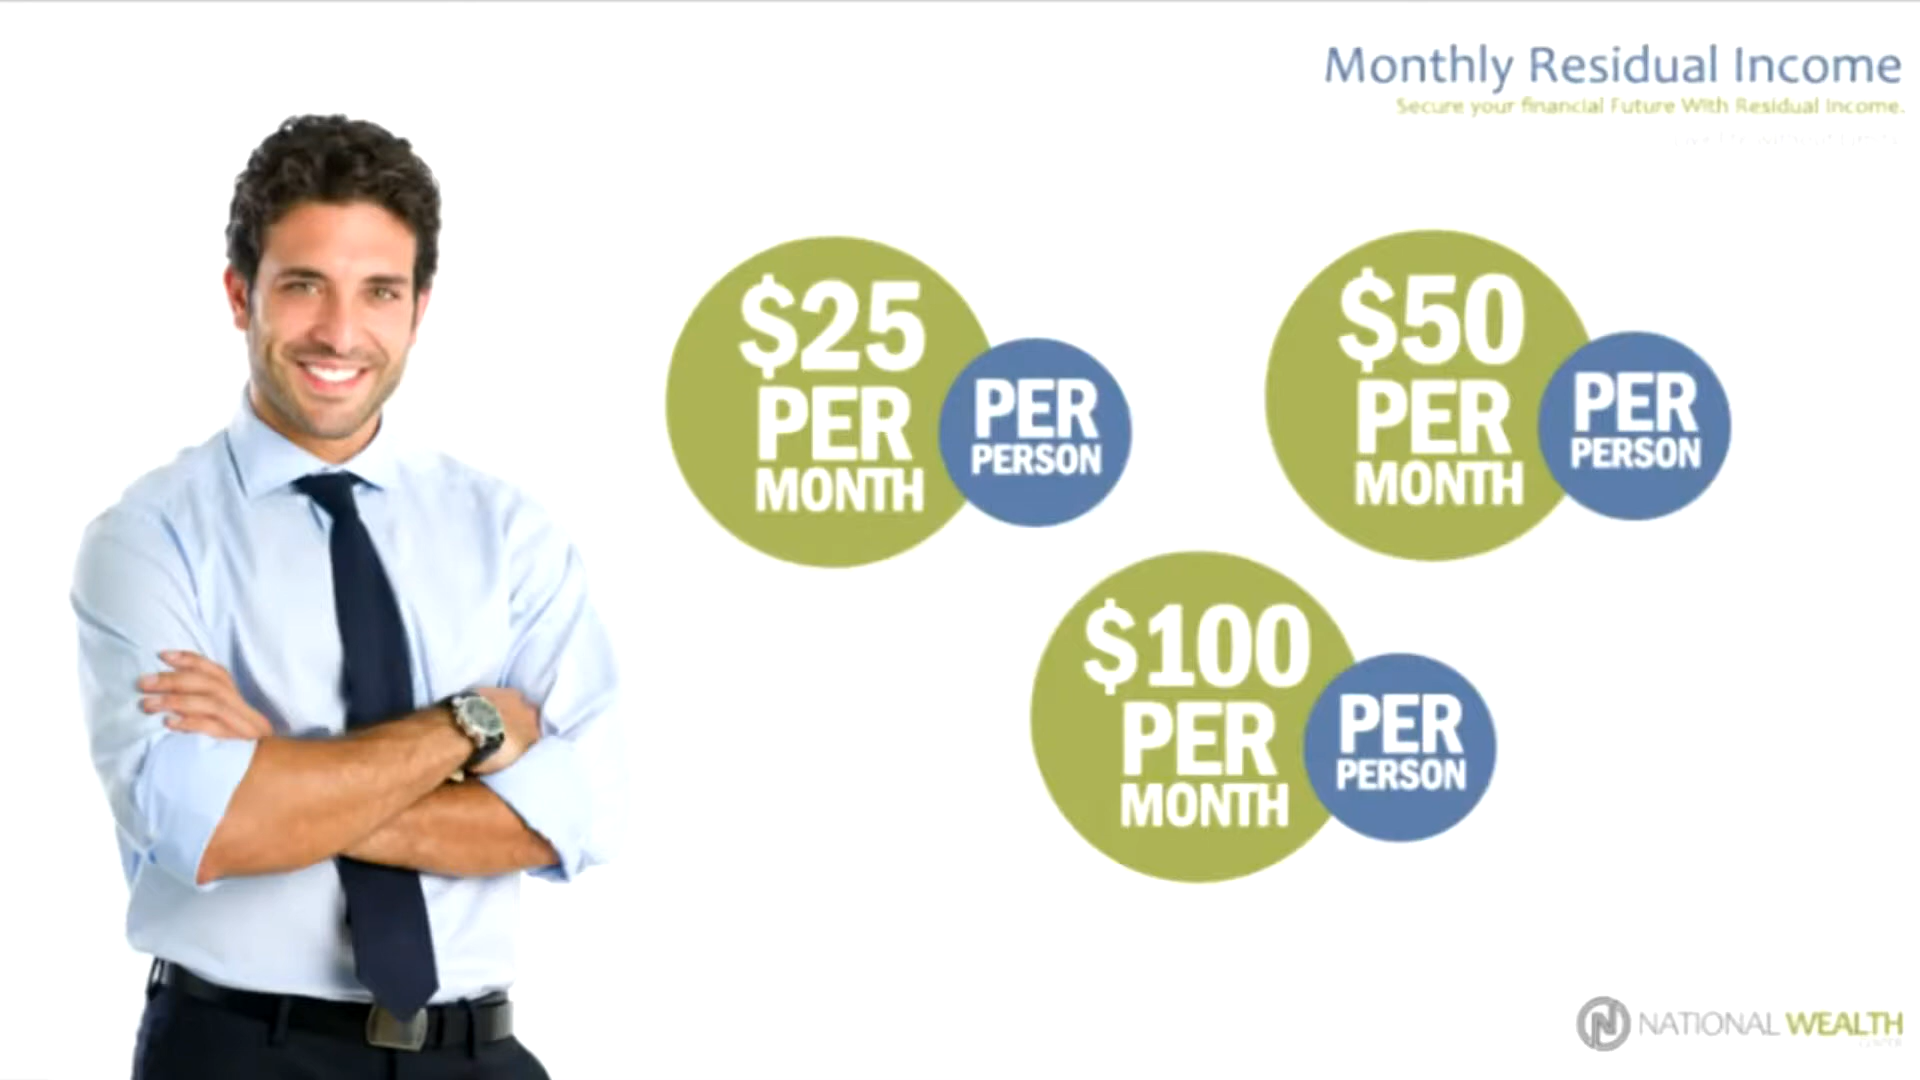 Monthly Residual Income
Secure your financial Future With Residual Income.
$25
PER
MONTH
PER
PERSON
$50
PER
MONTH
PER
PERSON
$100
PER
MONTH
PER
PERSON
NATIONAL WEALTH